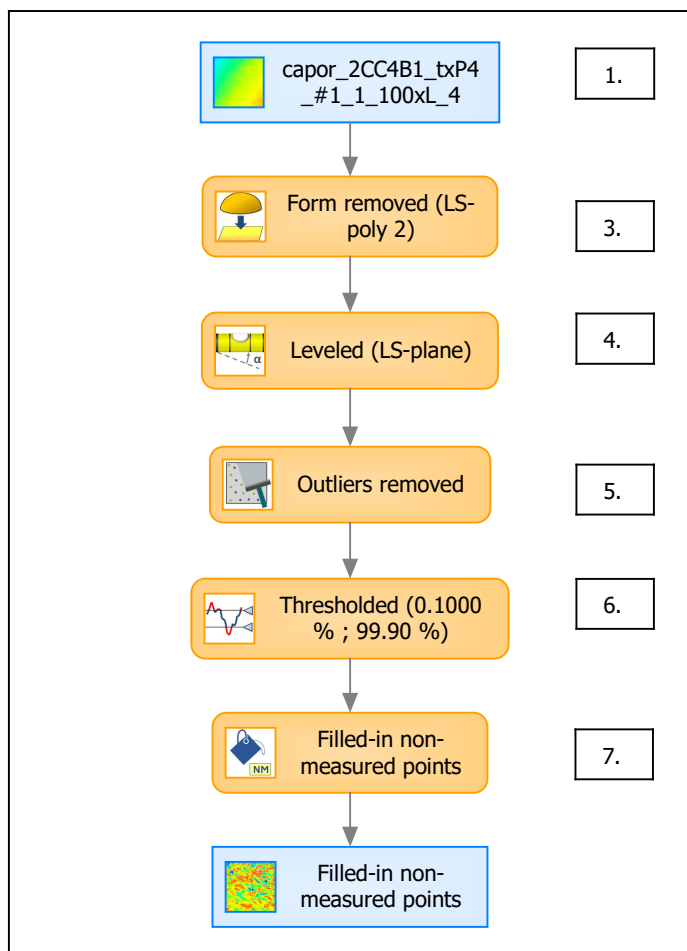 capor_2CC4B1_txP4
_#1_1_100xL_4
1.
Form removed (LS-
poly 2)
3.
α
Leveled (LS-plane)
4.
Outliers removed
5.
Thresholded (0.1000
% ; 99.90 %)
6.
NM
Filled-in non-
measured points
7.
Filled-in non-
measured points